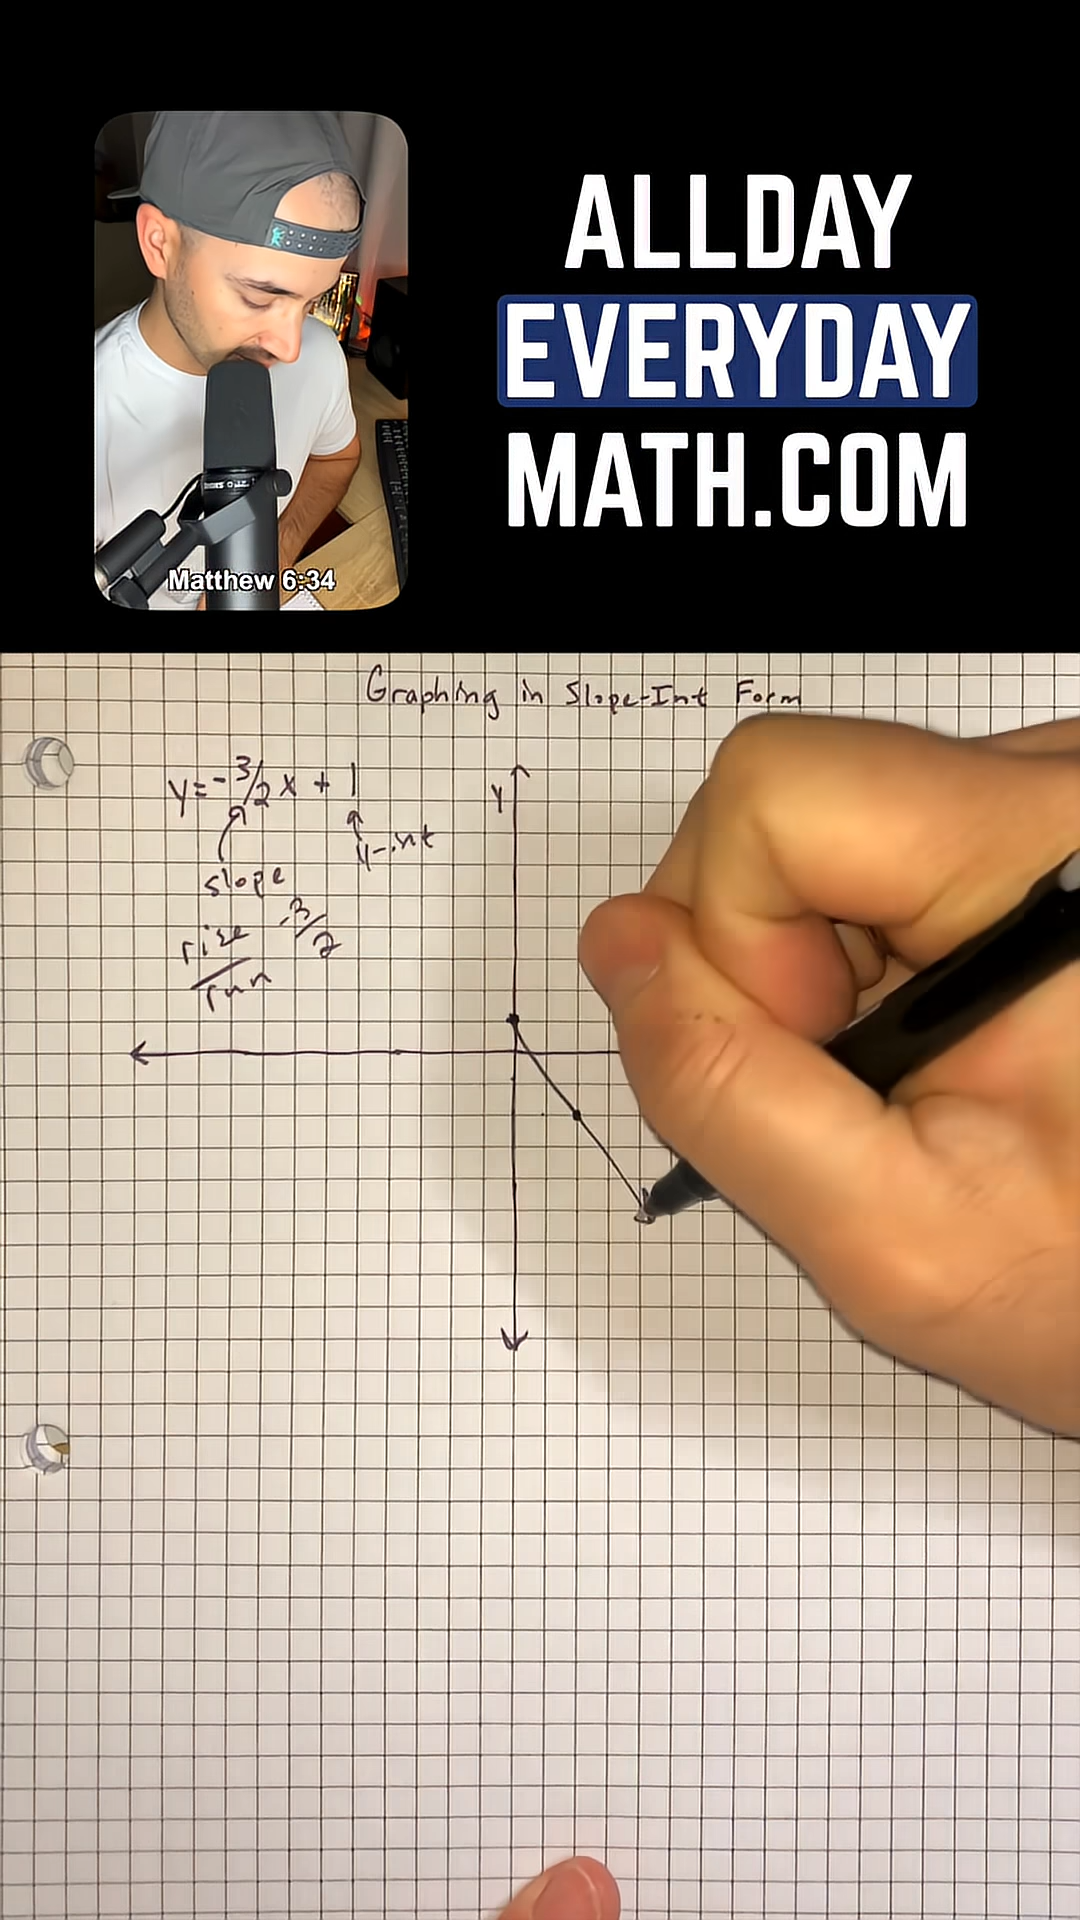 ALLDAY
EVERYDAY
MATH.COM
Matthew 6:34
Graphing in Slope-Int Form
y=-3/2x + 1
y-int
slope
rise/run -3/2
Y